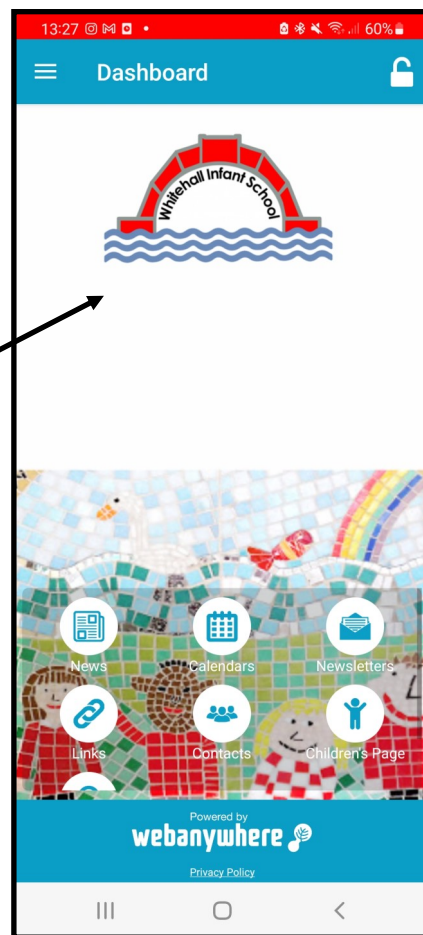 13:27 60%
Dashboard
Whitehall Infant School
News Calendars Newsletters
Links Contacts Children's Page
Powered by
webanywhere
Privacy Policy